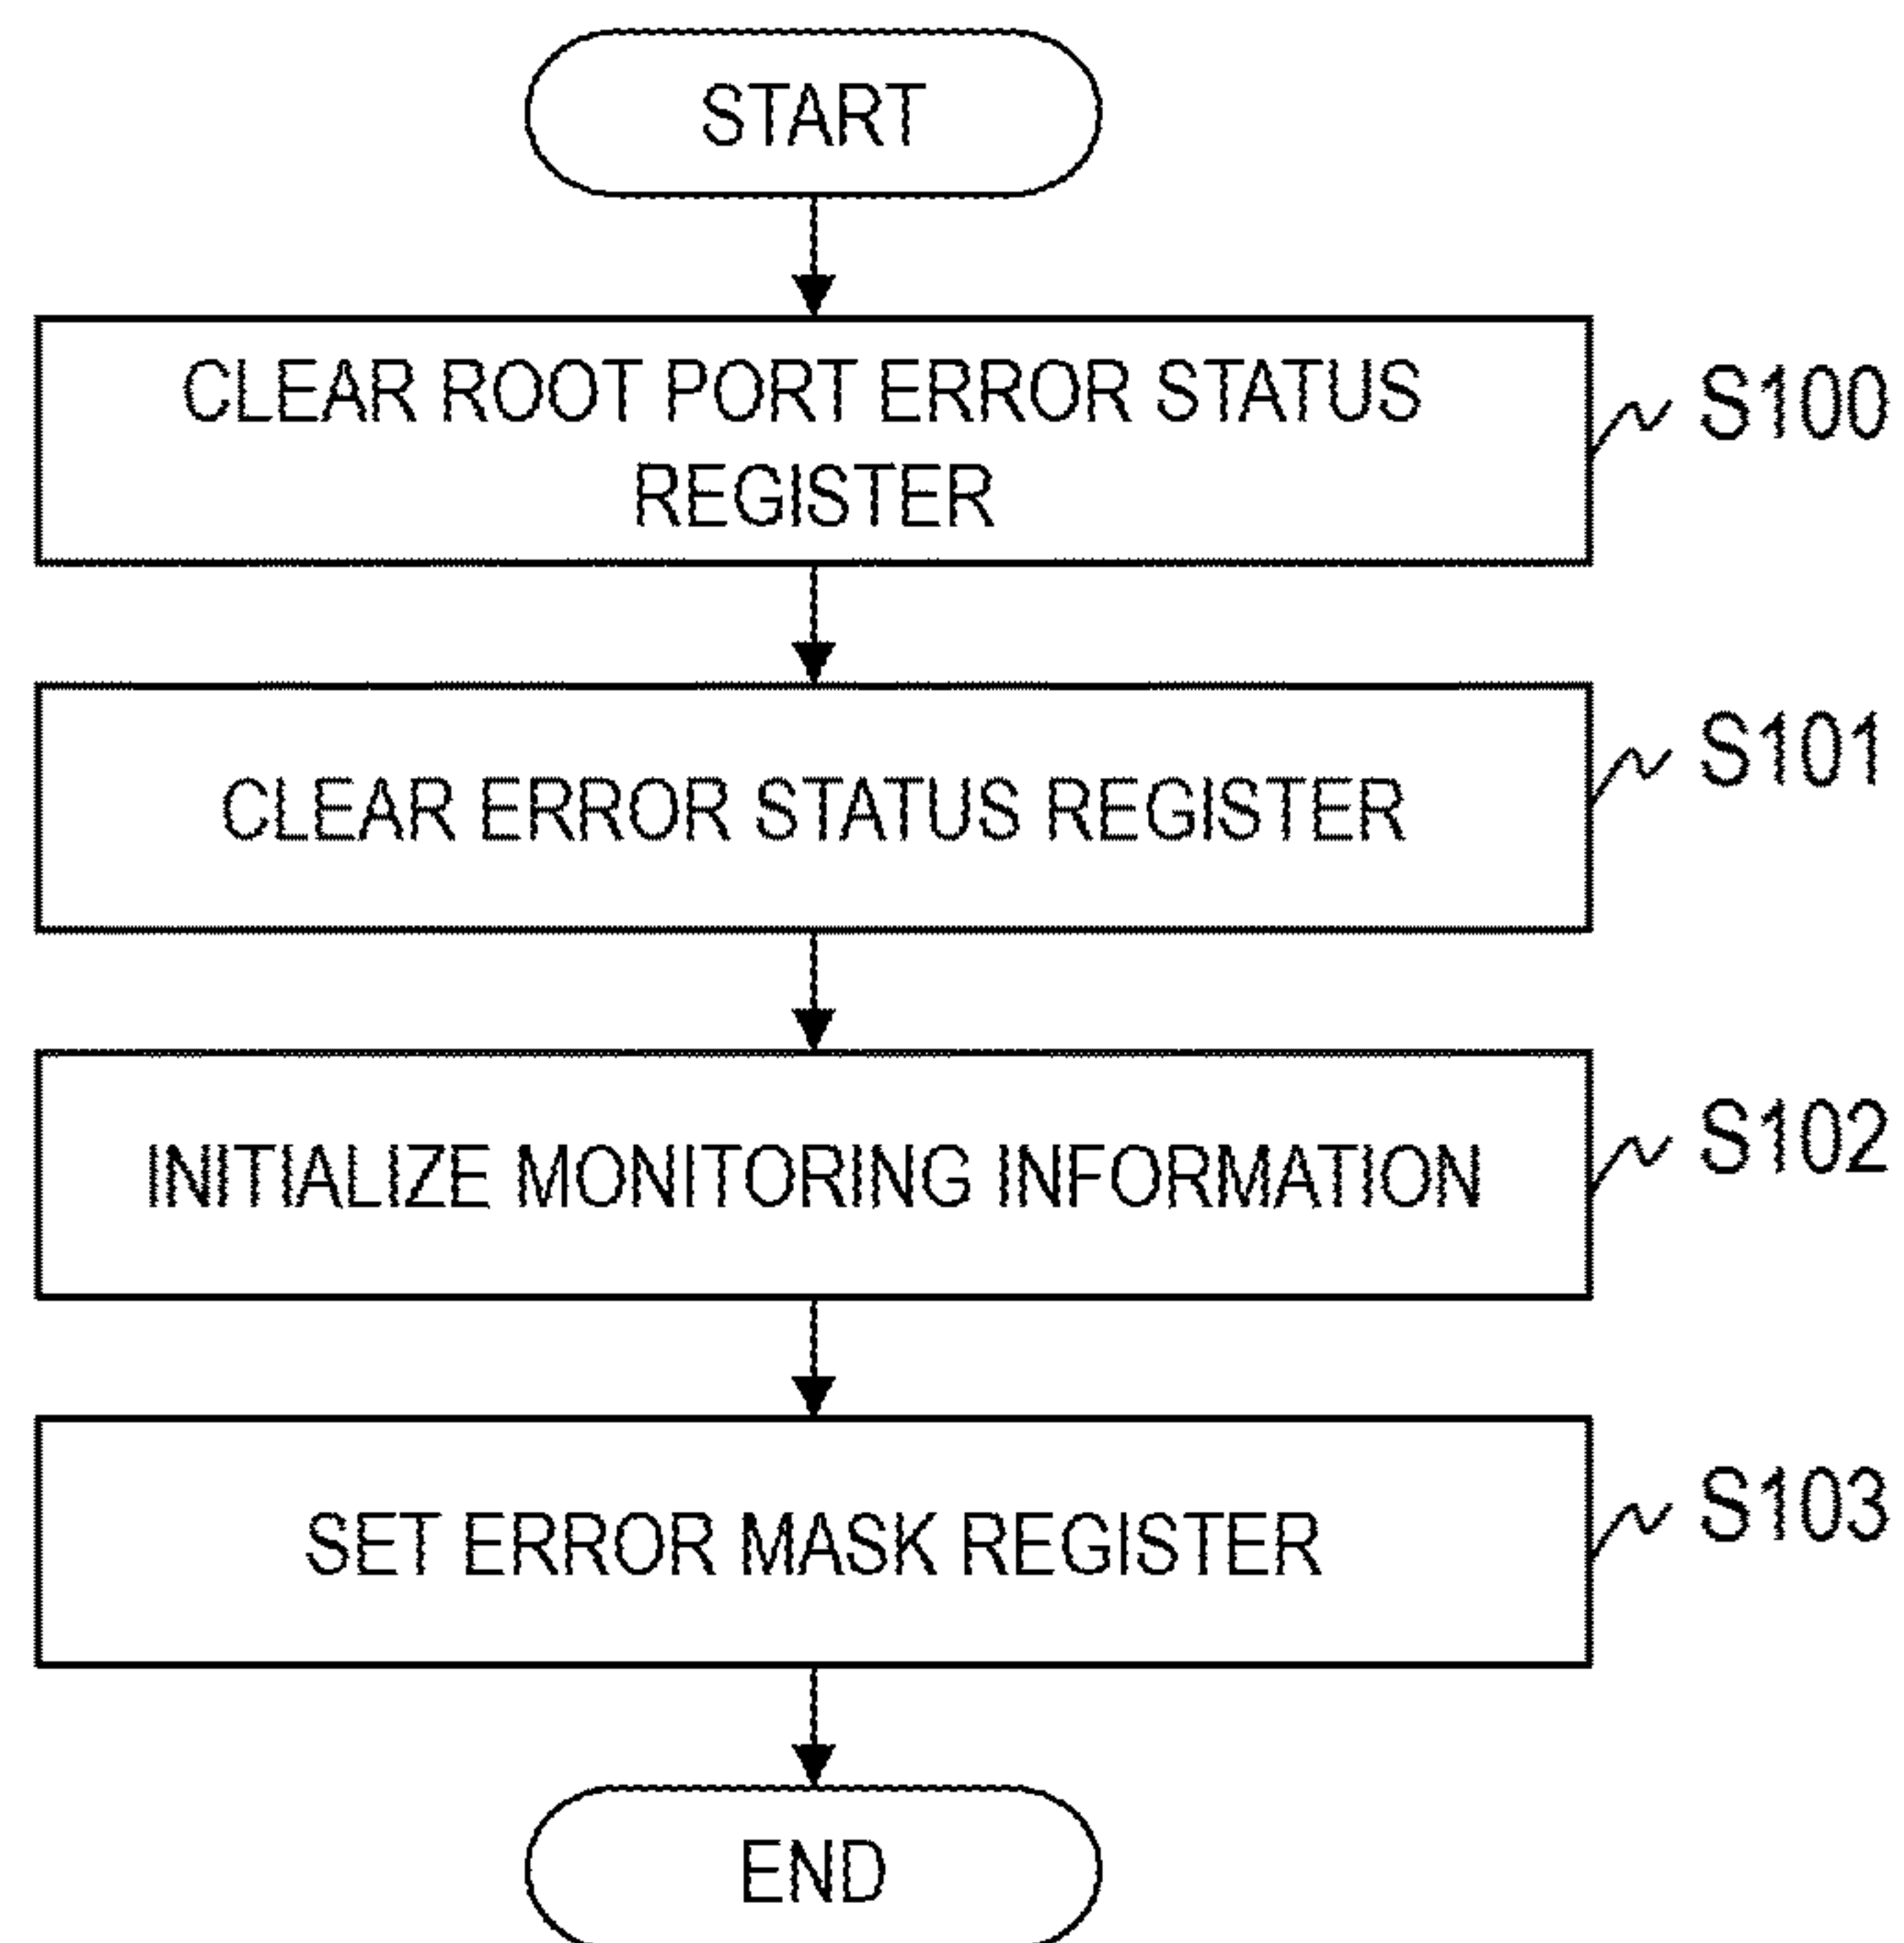 START
CLEAR ROOT PORT ERROR STATUS
REGISTER
S100
CLEAR ERROR STATUS REGISTER
S101
INITIALIZE MONITORING INFORMATION
S102
SET ERROR MASK REGISTER
S103
END